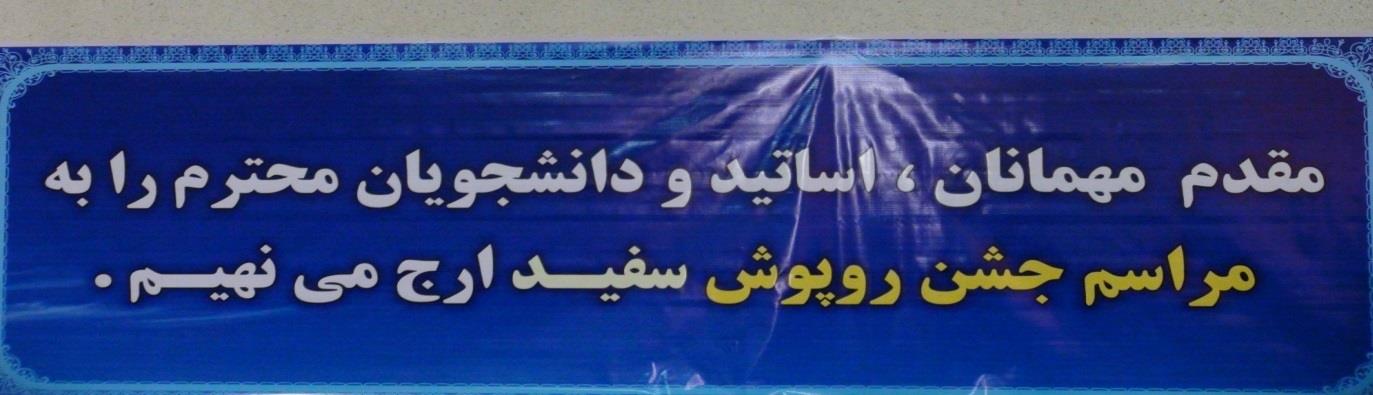 مقدم مهمانان ، اساتید و دانشجویان محترم را به
مراسم جشن روپوش سفیـــد ارج می نهیـــم .